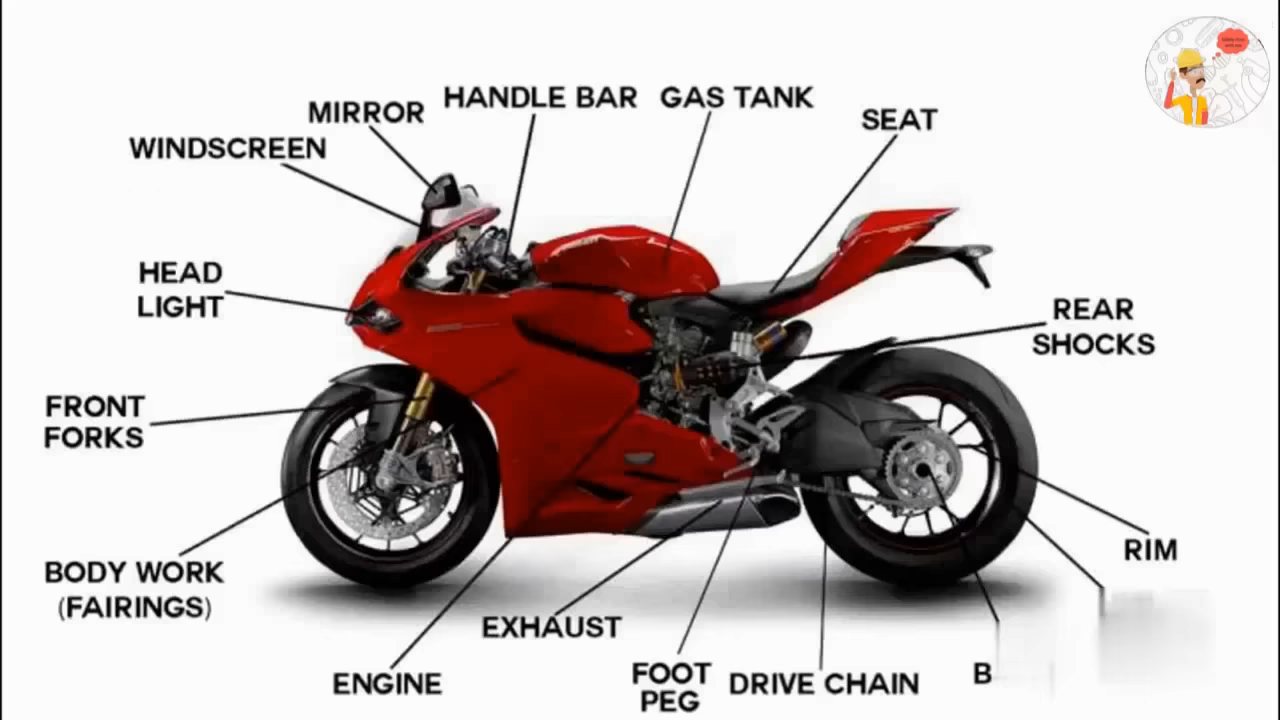 HANDLE BAR
GAS TANK
MIRROR
SEAT
WINDSCREEN
HEAD
LIGHT
REAR
SHOCKS
FRONT
FORKS
RIM
BODY WORK
(FAIRINGS)
EXHAUST
ENGINE
FOOT
PEG
DRIVE CHAIN
B